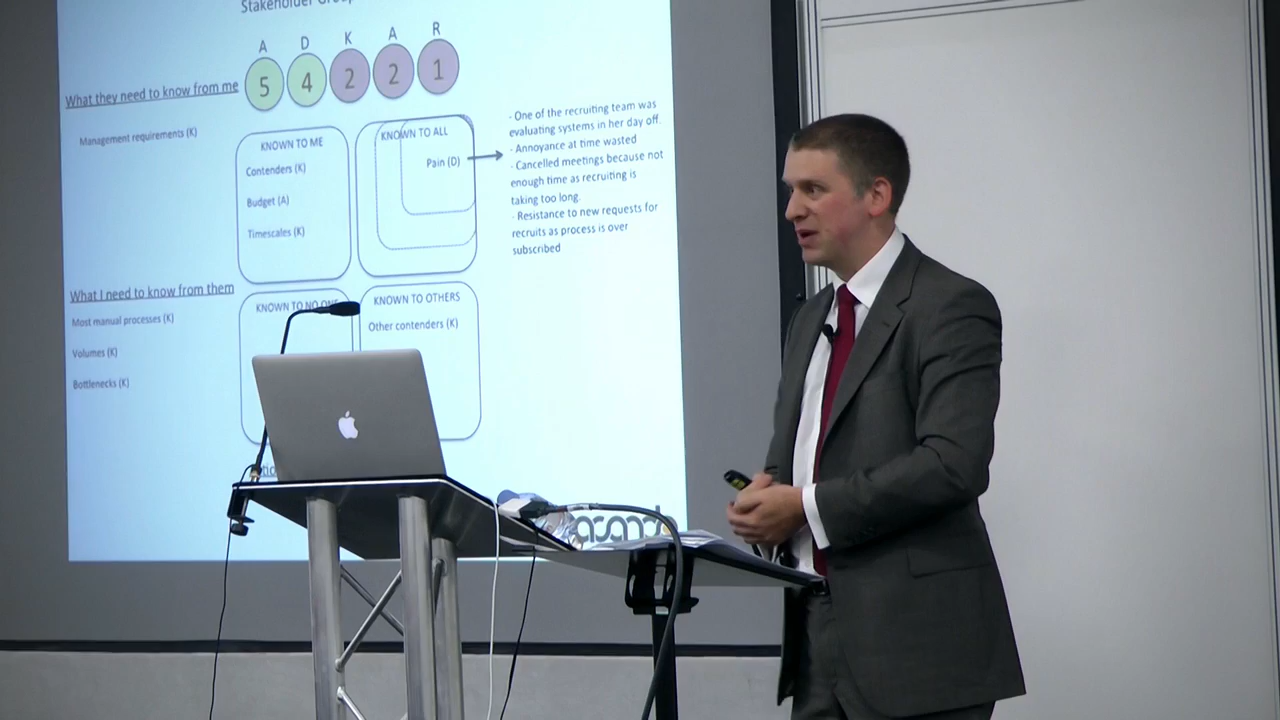 Stakeholder
A D K A R
5 4 2 2 1
What they need to know from me
Management requirements (K)
KNOWN TO ME
Contenders (K)
Budget (A)
Timescales (K)
KNOWN TO ALL
Pain (D)
- One of the recruiting team was
evaluating systems in her day off.
- Annoyance at time wasted
- Cancelled meetings because not
enough time as recruiting is
taking too long.
- Resistance to new requests for
recruits as process is over
subscribed
What I need to know from them
Most manual processes (K)
Volumes (K)
Bottlenecks (K)
KNOWN TO NO ONE
KNOWN TO OTHERS
Other contenders (K)